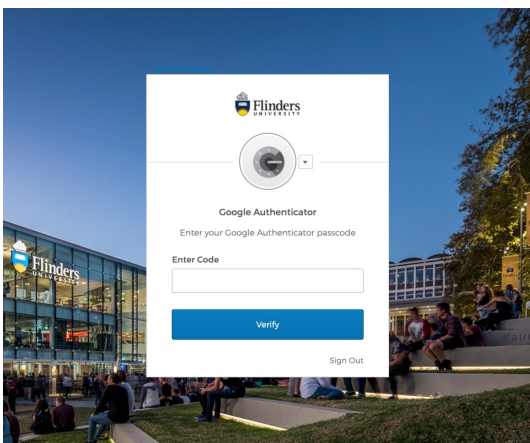 Flinders
UNIVERSITY
Google Authenticator
Enter your Google Authenticator passcode
Enter Code
Verify
Sign Out
Flinders
UNIVERSITY